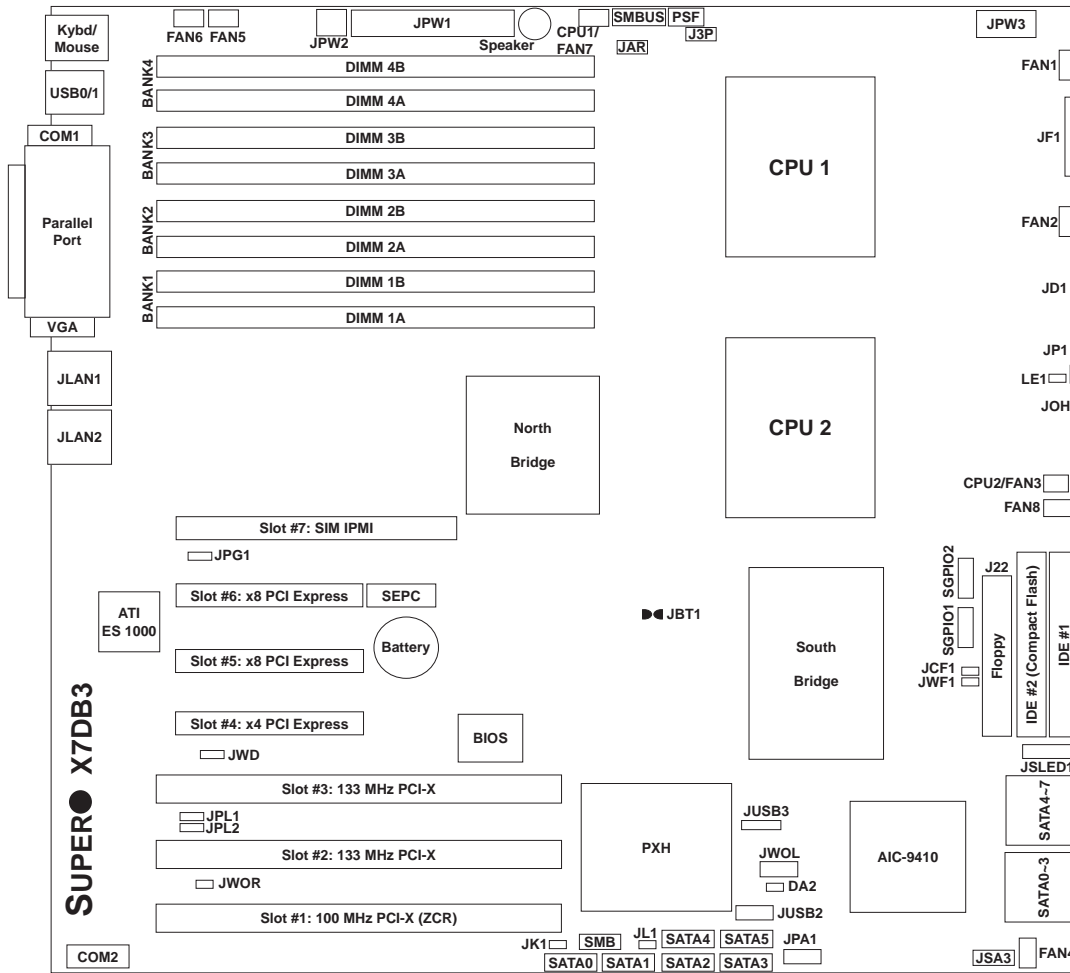 Kybd/
Mouse
FAN6
FAN5
JPW2
JPW1
Speaker
CPU1/
FAN7
SMBUS
PSF
J3P
JAR
JPW3
USB0/1
BANK4
DIMM 4B
DIMM 4A
FAN1
COM1
BANK3
DIMM 3B
DIMM 3A
CPU 1
JF1
Parallel
Port
BANK2
DIMM 2B
DIMM 2A
FAN2
BANK1
DIMM 1B
DIMM 1A
JD1
VGA
JLAN1
JP1
LE1
JOH
JLAN2
North
Bridge
CPU 2
CPU2/FAN3
FAN8
Slot #7: SIM IPMI
JPG1
Slot #6: x8 PCI Express
SEPC
ATI
ES 1000
Battery
JBT1
Slot #5: x8 PCI Express
South
Bridge
SGPIO2
SGPIO1
J22
Floppy
IDE #2 (Compact Flash)
IDE #1
JCF1
JWF1
Slot #4: x4 PCI Express
JWD
BIOS
JSLED1
SUPER X7DB3
Slot #3: 133 MHz PCI-X
JPL1
JPL2
PXH
JUSB3
SATA4~7
Slot #2: 133 MHz PCI-X
JWOL
AIC-9410
JWOR
DA2
SATA0~3
Slot #1: 100 MHz PCI-X (ZCR)
JUSB2
COM2
JK1
SMB
JL1
SATA4
SATA5
JPA1
SATA0
SATA1
SATA2
SATA3
JSA3
FAN4